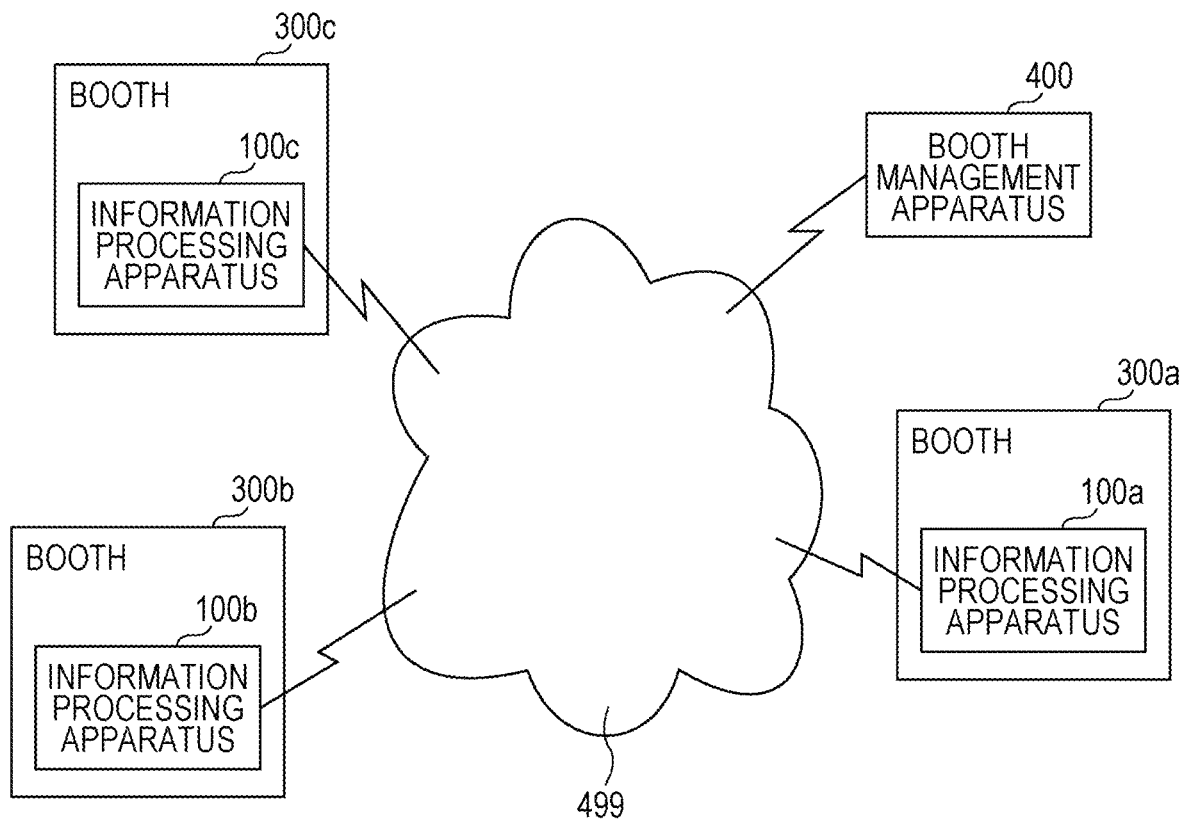 300c
BOOTH
100c
INFORMATION
PROCESSING
APPARATUS
400
BOOTH
MANAGEMENT
APPARATUS
300a
BOOTH
100a
INFORMATION
PROCESSING
APPARATUS
300b
BOOTH
100b
INFORMATION
PROCESSING
APPARATUS
499